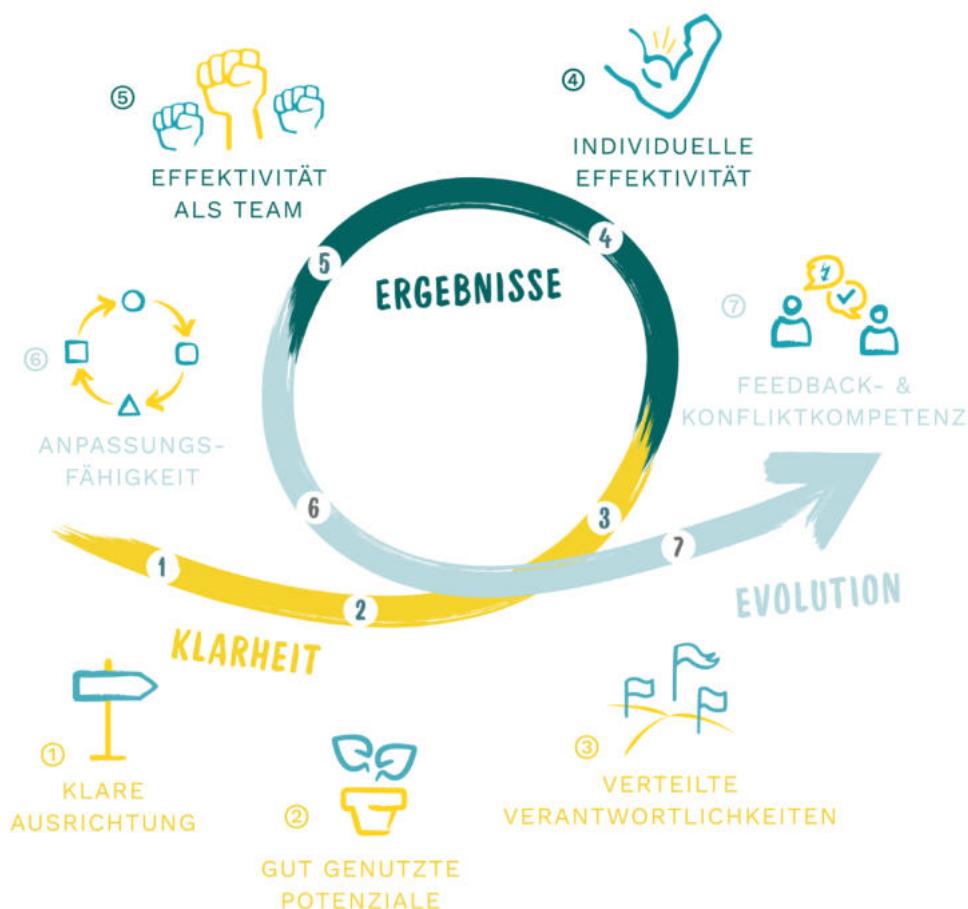 ⑤
EFFEKTIVITÄT
ALS TEAM
④
INDIVIDUELLE
EFFEKTIVITÄT
5
4
ERGEBNISSE
⑥
ANPASSUNGS-
FÄHIGKEIT
⑦
FEEDBACK- &
KONFLIKTKOMPETENZ
6
3
1
2
7
KLARHEIT
EVOLUTION
①
KLARE
AUSRICHTUNG
②
GUT GENUTZTE
POTENZIALE
③
VERTEILTE
VERANTWORTLICHKEITEN